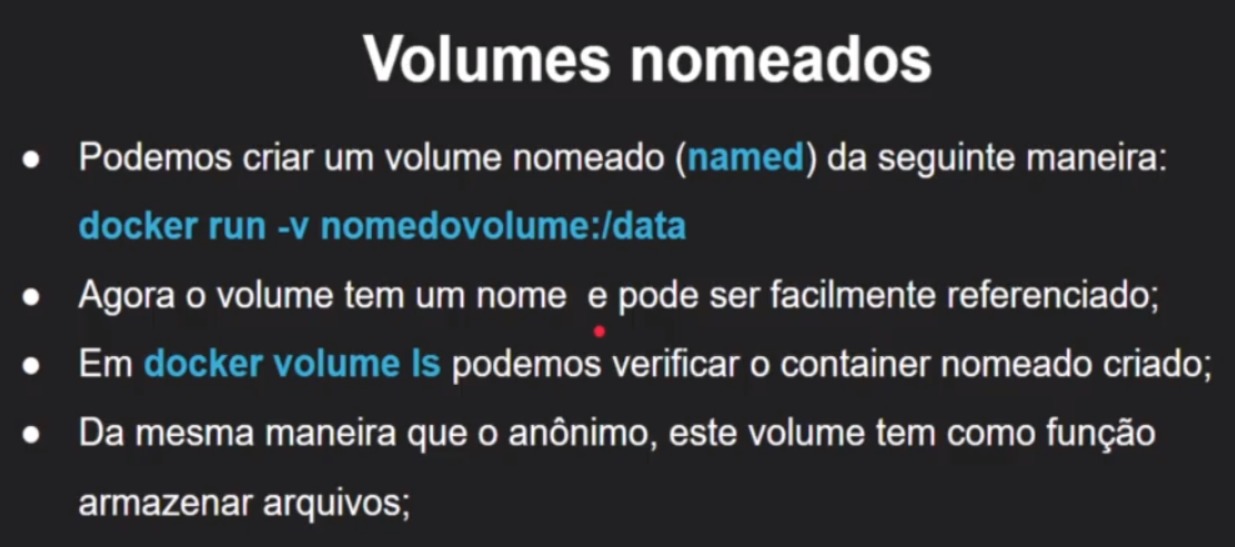 Volumes nomeados
● Podemos criar um volume nomeado (named) da seguinte maneira:
docker run -v nomedovolume:/data
● Agora o volume tem um nome e pode ser facilmente referenciado;
● Em docker volume ls podemos verificar o container nomeado criado;
● Da mesma maneira que o anônimo, este volume tem como função
armazenar arquivos;